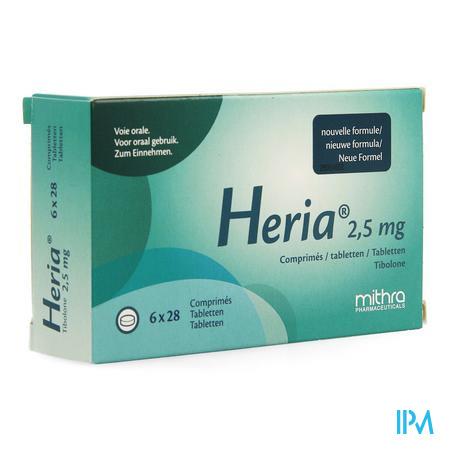 Voie orale.
Voor oraal gebruik.
Zum Einnehmen.
nouvelle formule/
nieuwe formula/
Neue Formel
Heria® 2,5 mg
Comprimés / tabletten / Tabletten
Tibolone
6 x 28
Comprimés
Tabletten
Tabletten
mithra
PHARMACEUTICALS
Heria®
Tibolone 2,5 mg
6 x 28
Comprimés
Tabletten
Tabletten
IPM